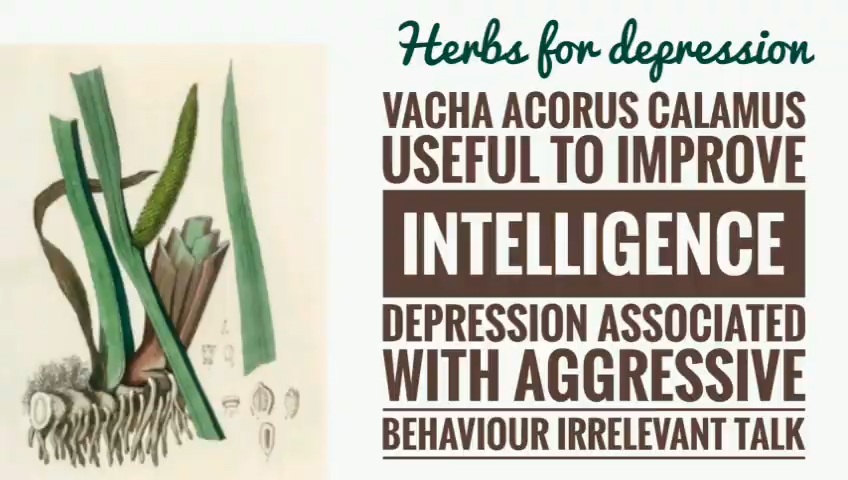 Herbs for depression
VACHA ACORUS CALAMUS
USEFUL TO IMPROVE
INTELLIGENCE
DEPRESSION ASSOCIATED
WITH AGGRESSIVE
BEHAVIOUR IRRELEVANT TALK